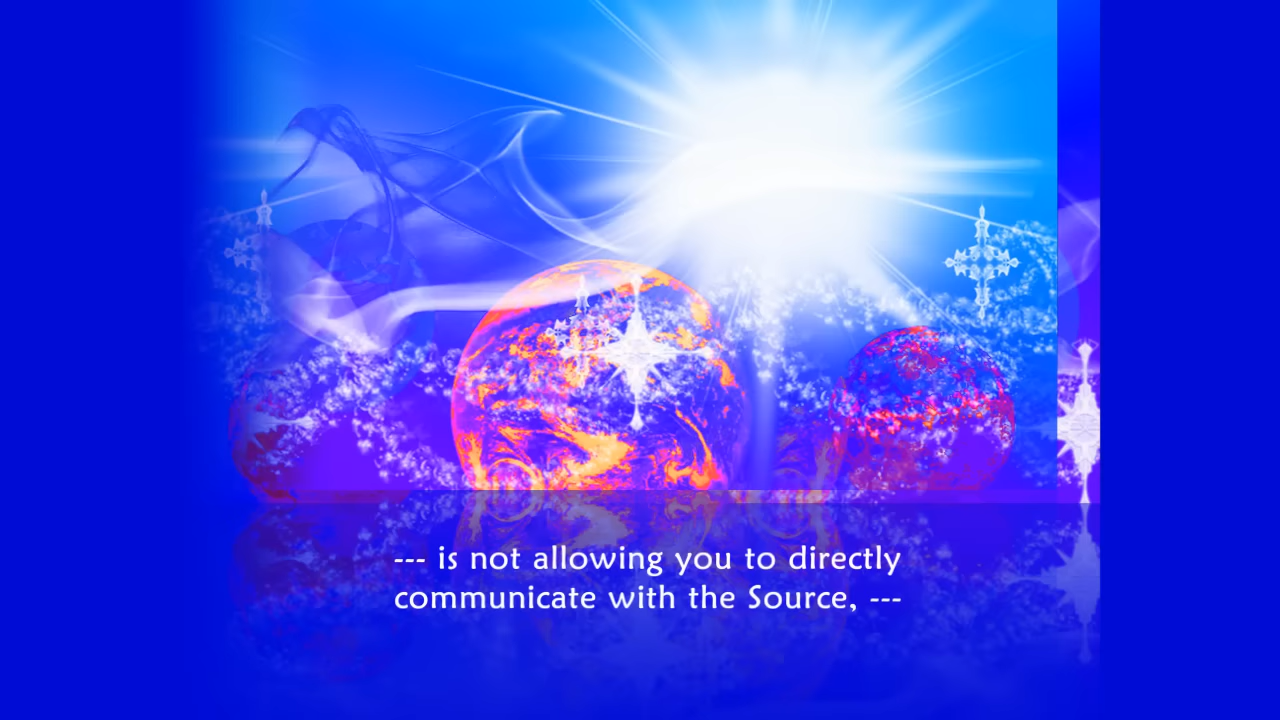 --- is not allowing you to directly
communicate with the Source, ---